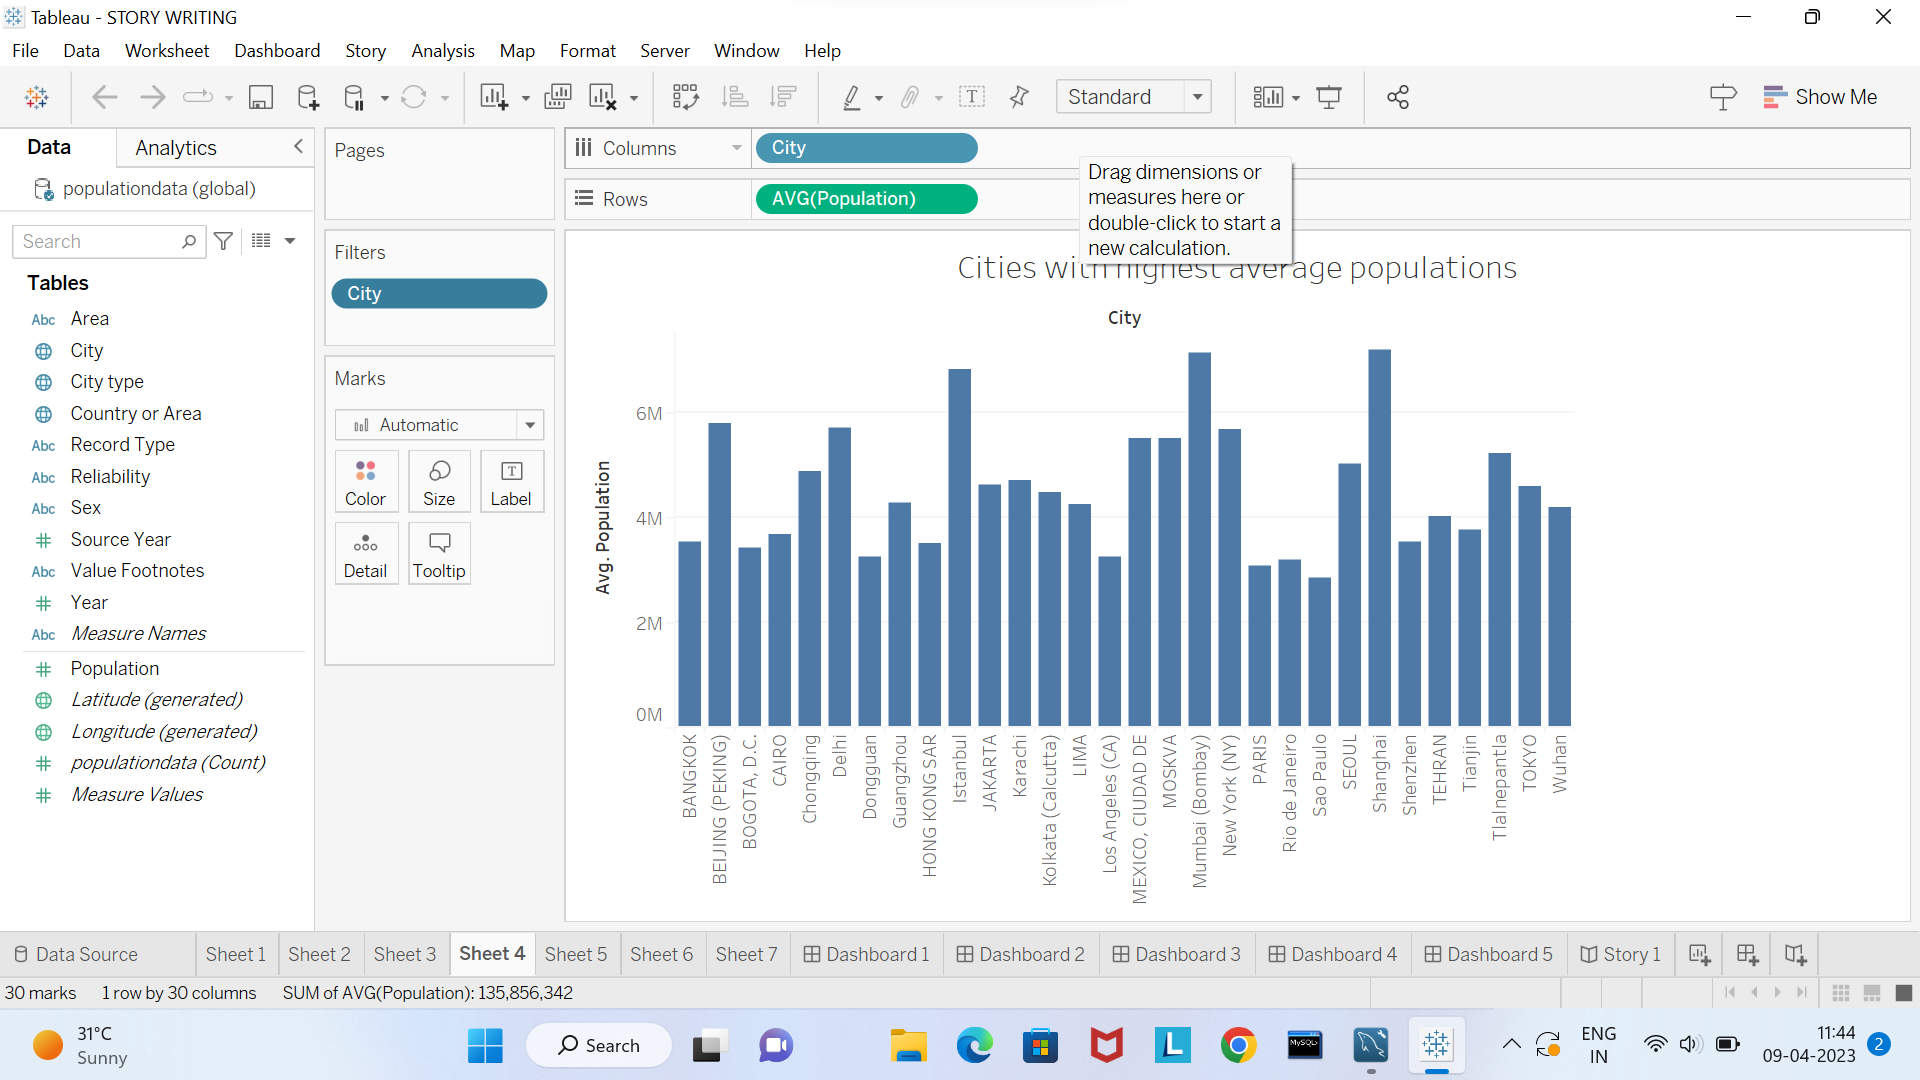 Tableau - STORY WRITING
File Data Worksheet Dashboard Story Analysis Map Format Server Window Help
Standard
Show Me
Data Analytics
populationdata (global)
Search
Tables
Abc Area
City
City type
Country or Area
Abc Record Type
Abc Reliability
Abc Sex
Source Year
Abc Value Footnotes
Year
Abc Measure Names
Population
Latitude (generated)
Longitude (generated)
populationdata (Count)
Measure Values
Pages
Filters
City
Marks
Automatic
Color Size Label
Detail Tooltip
Columns City
Rows AVG(Population)
Drag dimensions or
measures here or
double-click to start a
new calculation.
Cities with highest average populations
City
Avg. Population
6M
4M
2M
0M
BANGKOK
BEIJING (PEKING)
BOGOTA, D.C.
CAIRO
Chongqing
Delhi
Dongguan
Guangzhou
HONG KONG SAR
Istanbul
JAKARTA
Karachi
Kolkata (Calcutta)
LIMA
Los Angeles (CA)
MEXICO, CIUDAD DE
MOSKVA
Mumbai (Bombay)
New York (NY)
PARIS
Rio de Janeiro
Sao Paulo
SEOUL
Shanghai
Shenzhen
TEHRAN
Tianjin
Tlalnepantla
TOKYO
Wuhan
Data Source Sheet 1 Sheet 2 Sheet 3 Sheet 4 Sheet 5 Sheet 6 Sheet 7 Dashboard 1 Dashboard 2 Dashboard 3 Dashboard 4 Dashboard 5 Story 1
30 marks 1 row by 30 columns SUM of AVG(Population): 135,856,342
31°C
Sunny
Search
L
MySQL
ENG
IN
11:44
09-04-2023
2